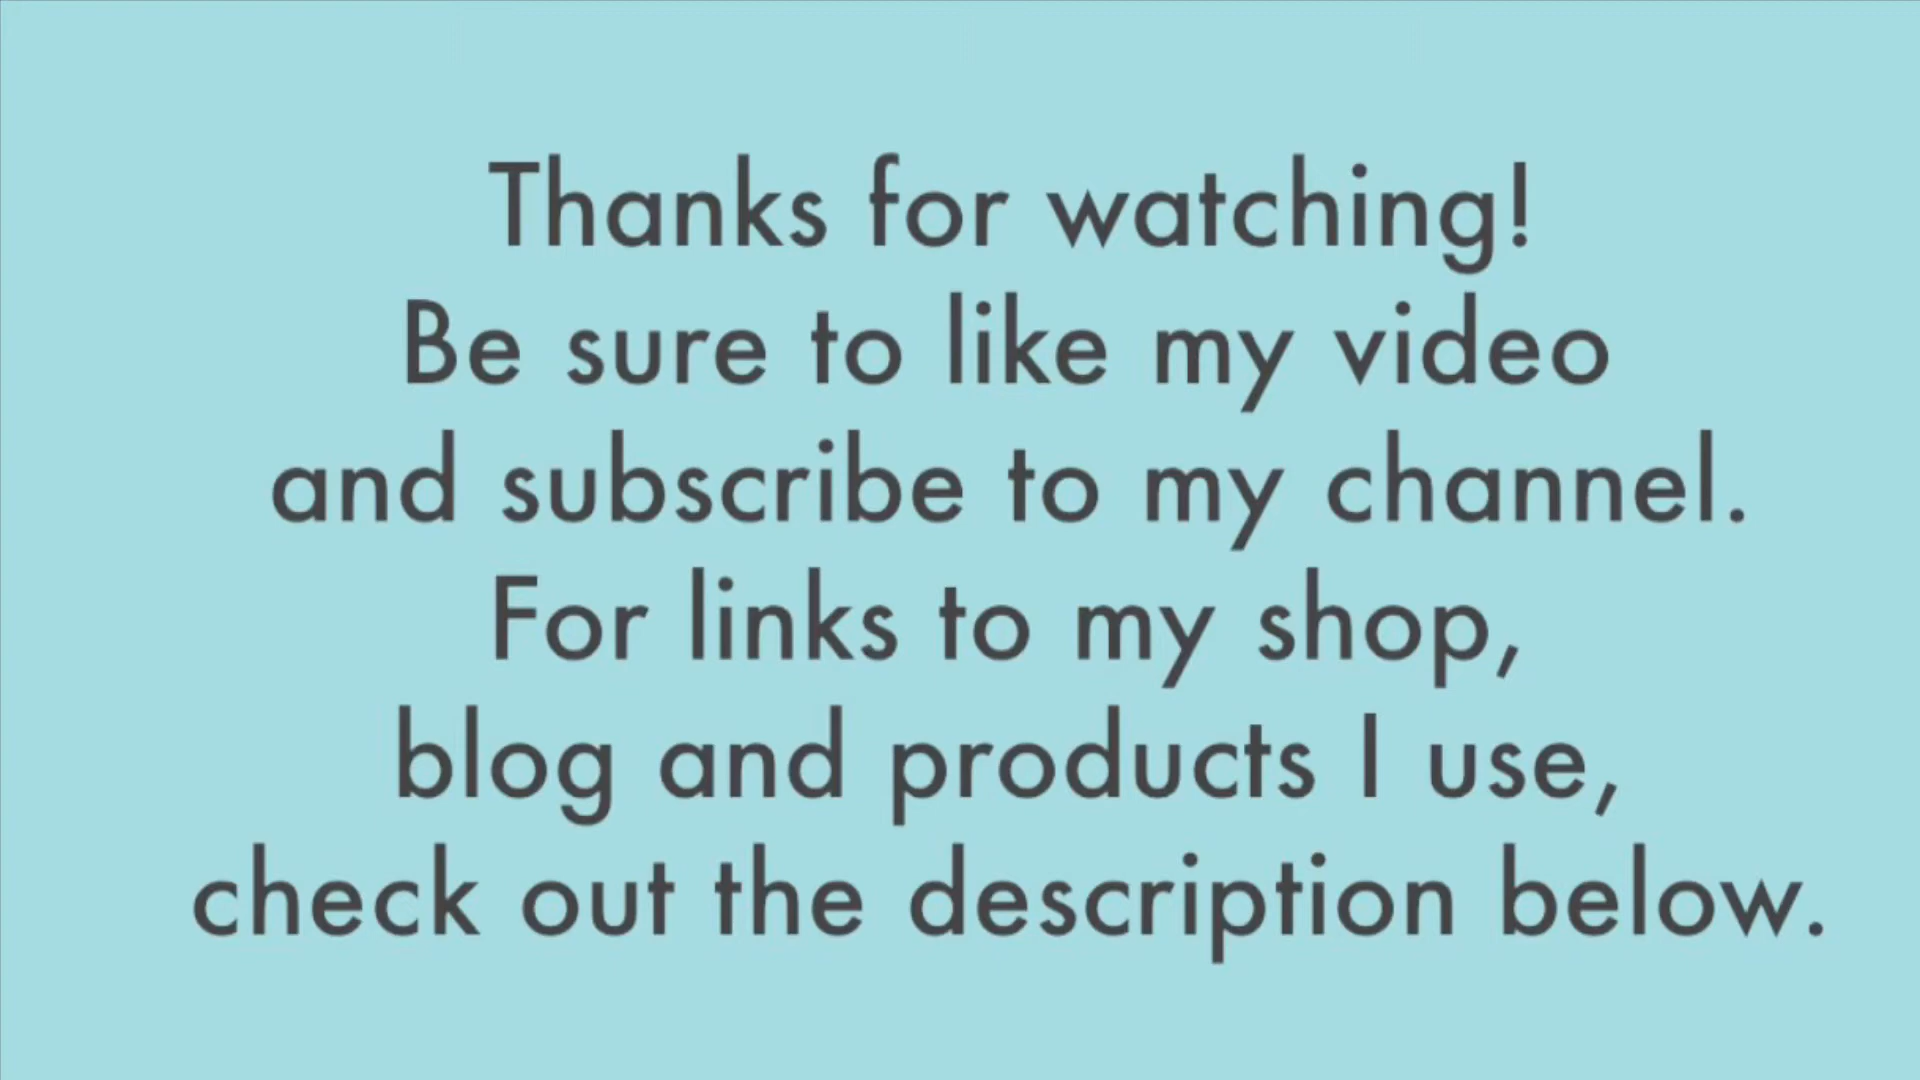 Thanks for watching!
Be sure to like my video
and subscribe to my channel.
For links to my shop,
blog and products I use,
check out the description below.